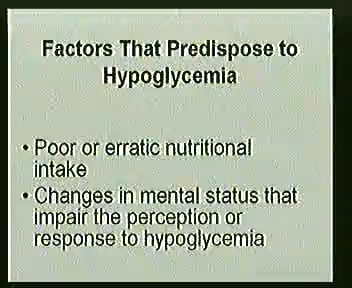 Factors That Predispose to
Hypoglycemia
• Poor or erratic nutritional
intake
• Changes in mental status that
impair the perception or
response to hypoglycemia